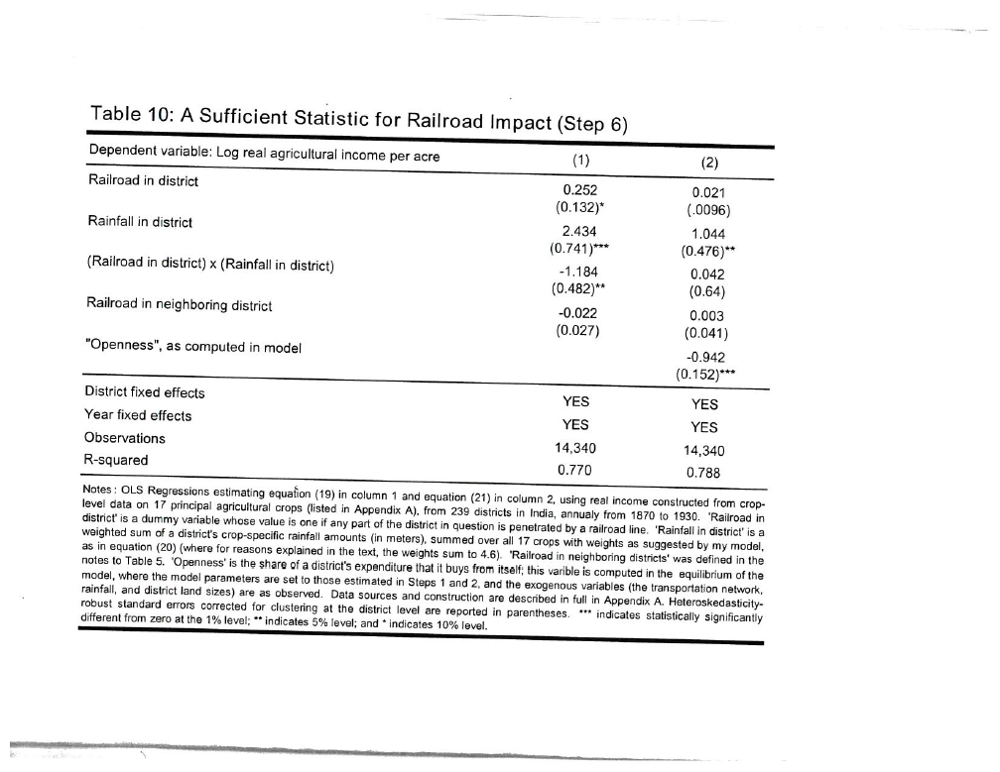 Table 10: A Sufficient Statistic for Railroad Impact (Step 6)
Dependent variable: Log real agricultural income per acre (1) (2)
Railroad in district 0.252 0.021
(0.132)* (.0096)
Rainfall in district 2.434 1.044
(0.741)*** (0.476)**
(Railroad in district) x (Rainfall in district) -1.184 0.042
(0.482)** (0.64)
Railroad in neighboring district -0.022 0.003
(0.027) (0.041)
"Openness", as computed in model -0.942
(0.152)***
District fixed effects YES YES
Year fixed effects YES YES
Observations 14,340 14,340
R-squared 0.770 0.788
Notes: OLS Regressions estimating equation (19) in column 1 and equation (21) in column 2, using real income constructed from crop-
level data on 17 principal agricultural crops (listed in Appendix A), from 239 districts in India, annualy from 1870 to 1930. 'Railroad in
district' is a dummy variable whose value is one if any part of the district in question is penetrated by a railroad line. 'Rainfall in district' is a
weighted sum of a district's crop-specific rainfall amounts (in meters), summed over all 17 crops with weights as suggested by my model,
as in equation (20) (where for reasons explained in the text, the weights sum to 4.6). 'Railroad in neighboring districts' was defined in the
notes to Table 5. 'Openness' is the share of a district's expenditure that it buys from itself; this varible is computed in the equilibrium of the
model, where the model parameters are set to those estimated in Steps 1 and 2, and the exogenous variables (the transportation network,
rainfall, and district land sizes) are as observed. Data sources and construction are described in full in Appendix A. Heteroskedasticity-
robust standard errors corrected for clustering at the district level are reported in parentheses. *** indicates statistically significantly
different from zero at the 1% level; ** indicates 5% level; and * indicates 10% level.